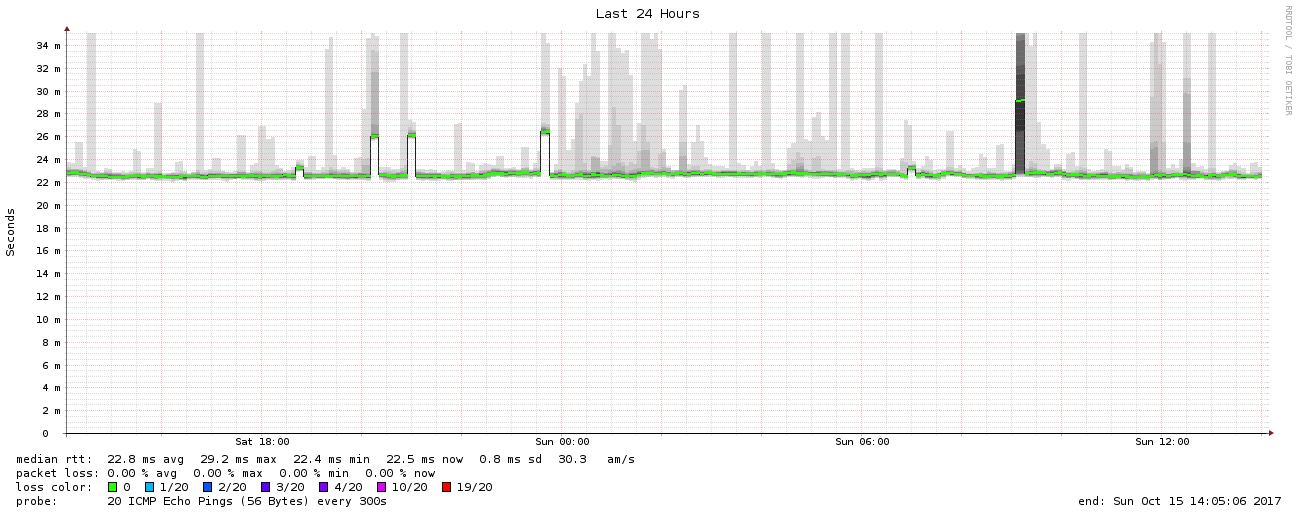 Last 24 Hours
RRDTOOL / TOBI OETIKER
34 m
32 m
30 m
28 m
26 m
24 m
22 m
20 m
18 m
16 m
14 m
12 m
10 m
8 m
6 m
4 m
2 m
0
Seconds
Sat 18:00 Sun 00:00 Sun 06:00 Sun 12:00
median rtt: 22.8 ms avg 29.2 ms max 22.4 ms min 22.5 ms now 0.8 ms sd 30.3 am/s
packet loss: 0.00 % avg 0.00 % max 0.00 % min 0.00 % now
loss color: 0 1/20 2/20 3/20 4/20 10/20 19/20
probe: 20 ICMP Echo Pings (56 Bytes) every 300s end: Sun Oct 15 14:05:06 2017